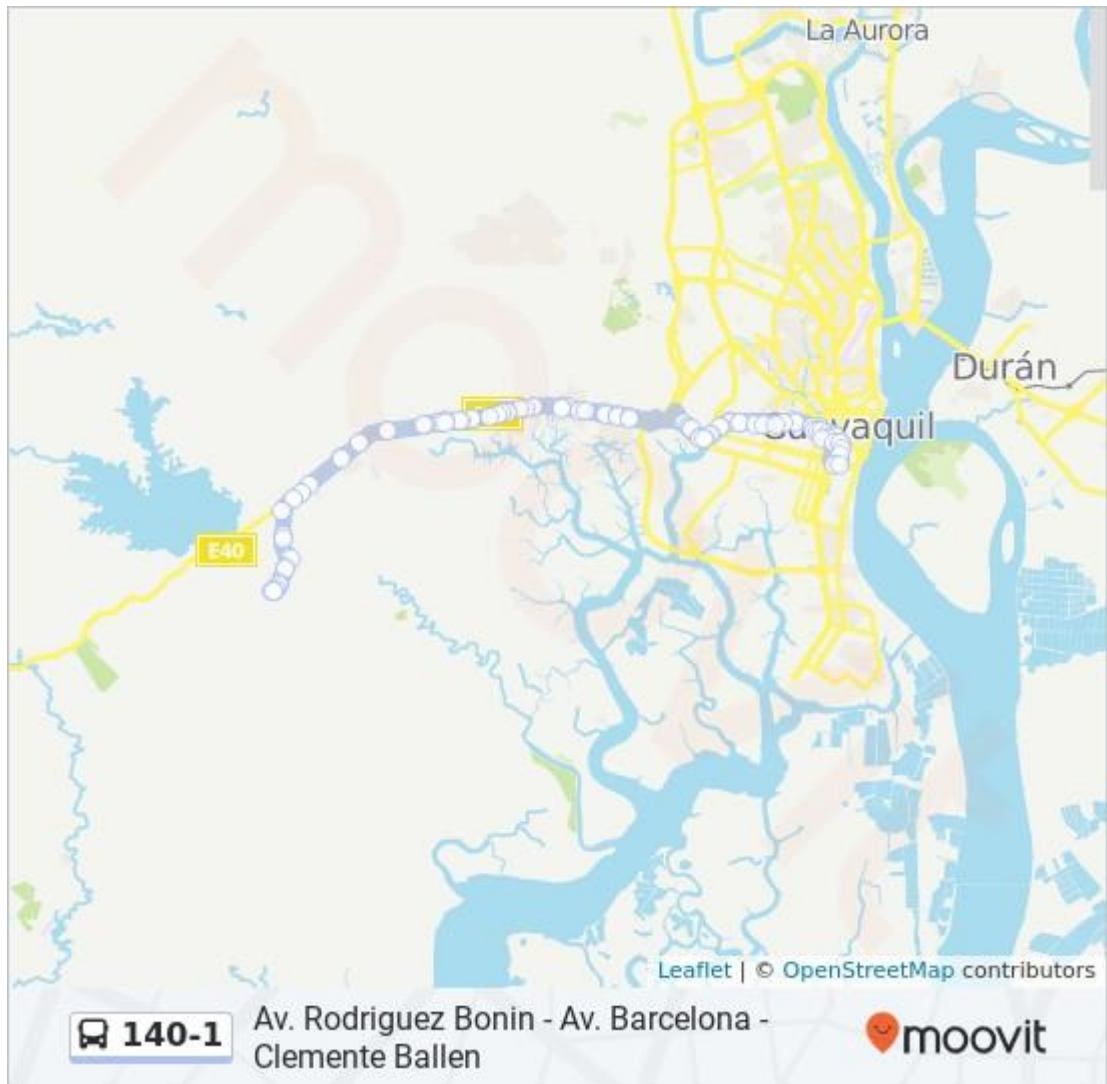 La Aurora
Durán
Guayaquil
E40
Leaflet | © OpenStreetMap contributors
140-1
Av. Rodriguez Bonin - Av. Barcelona -
Clemente Ballen
moovit